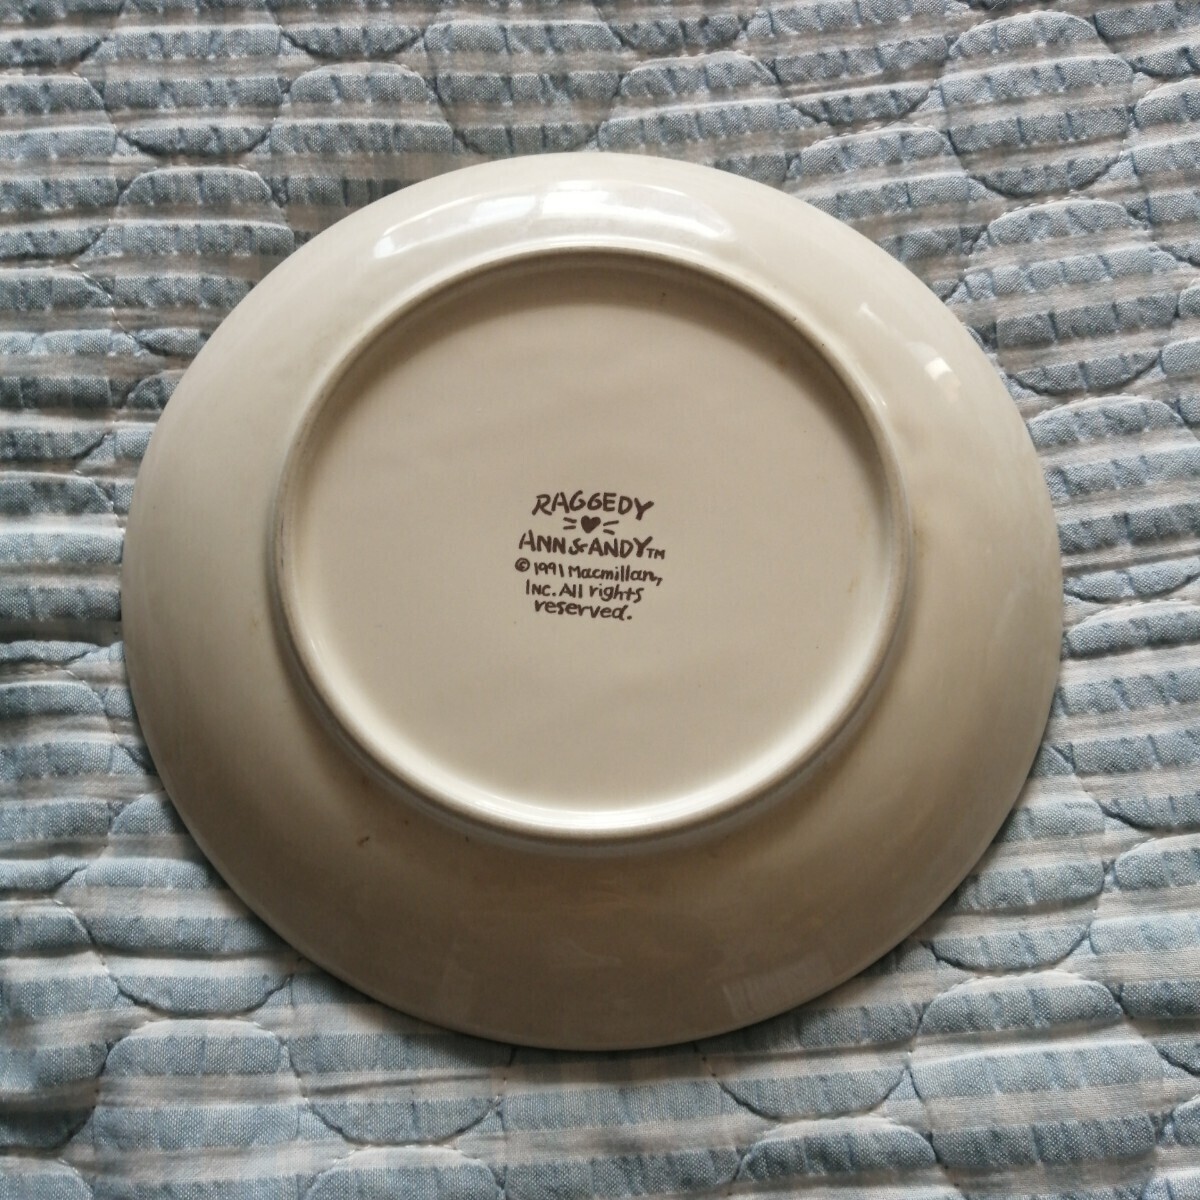 RAGGEDY
ANN & ANDY™
© 1991 Macmillan,
Inc. All rights
reserved.